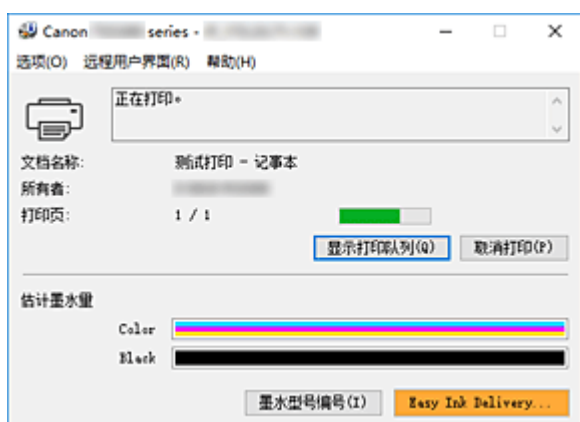 Canon series -
选项(O) 远程用户界面(R) 帮助(H)
正在打印。
文档名称: 测试打印 - 记事本
所有者:
打印页: 1 / 1
显示打印队列(Q) 取消打印(P)
估计墨水量
Color
Black
墨水型号编号(I) Easy Ink Delivery...